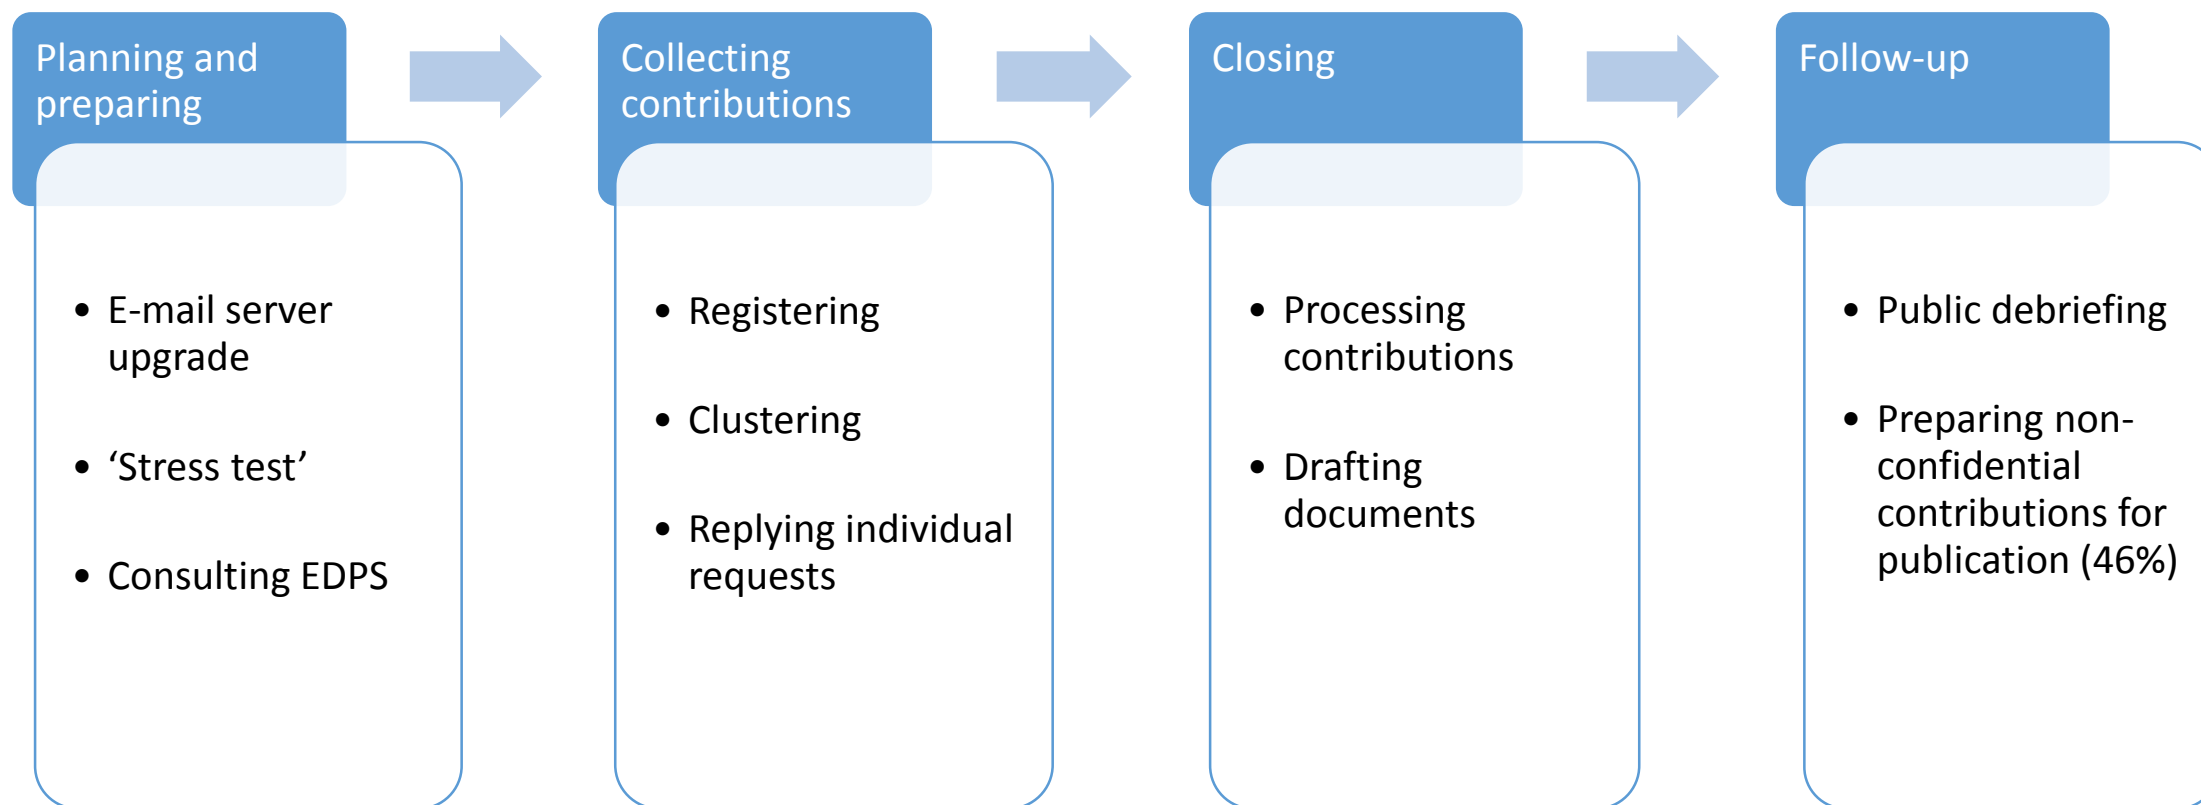 Planning and
preparing
• E-mail server
upgrade
• ‘Stress test’
• Consulting EDPS
Collecting
contributions
• Registering
• Clustering
• Replying individual
requests
Closing
• Processing
contributions
• Drafting
documents
Follow-up
• Public debriefing
• Preparing non-
confidential
contributions for
publication (46%)